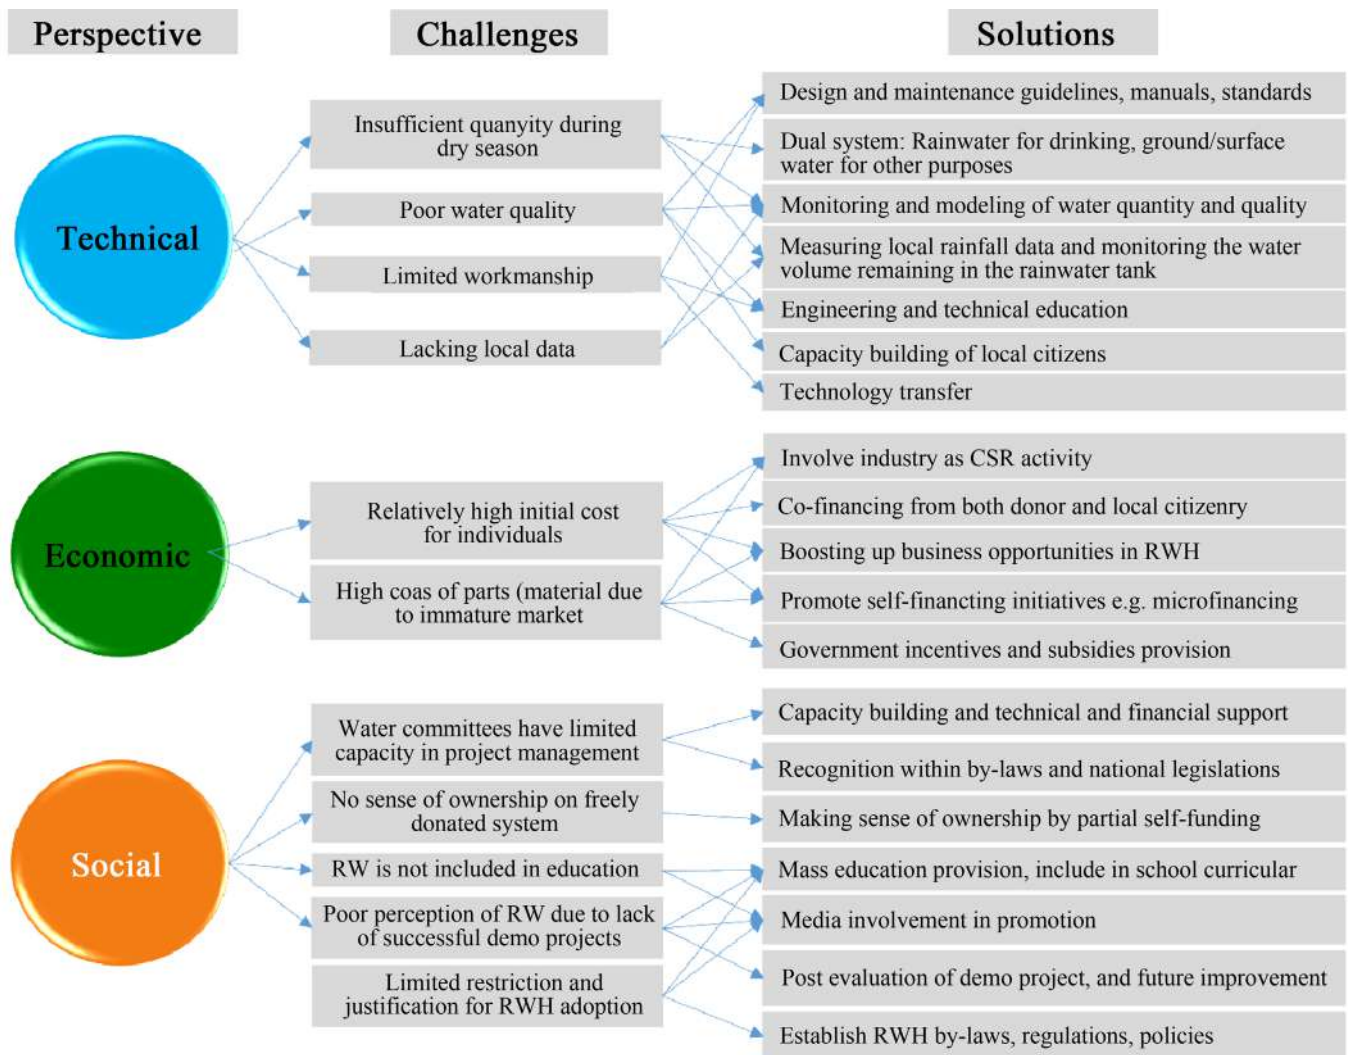 Perspective
Challenges
Solutions
Technical
Insufficient quanyity during
dry season
Poor water quality
Limited workmanship
Lacking local data
Design and maintenance guidelines, manuals, standards
Dual system: Rainwater for drinking, ground/surface
water for other purposes
Monitoring and modeling of water quantity and quality
Measuring local rainfall data and monitoring the water
volume remaining in the rainwater tank
Engineering and technical education
Capacity building of local citizens
Technology transfer
Economic
Relatively high initial cost
for individuals
High coas of parts (material due
to immature market
Involve industry as CSR activity
Co-financing from both donor and local citizenry
Boosting up business opportunities in RWH
Promote self-financting initiatives e.g. microfinancing
Government incentives and subsidies provision
Social
Water committees have limited
capacity in project management
No sense of ownership on freely
donated system
RW is not included in education
Poor perception of RW due to lack
of successful demo projects
Limited restriction and
justification for RWH adoption
Capacity building and technical and financial support
Recognition within by-laws and national legislations
Making sense of ownership by partial self-funding
Mass education provision, include in school curricular
Media involvement in promotion
Post evaluation of demo project, and future improvement
Establish RWH by-laws, regulations, policies